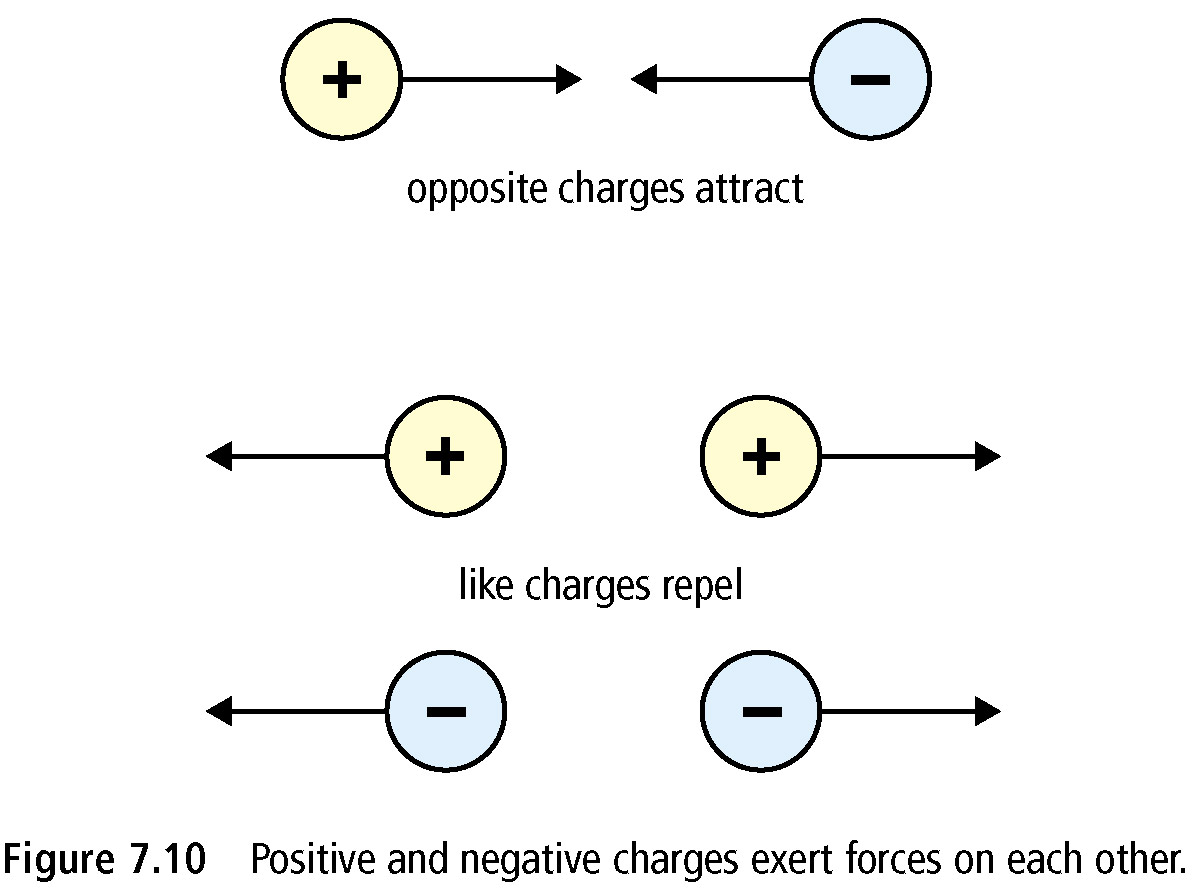 + −
opposite charges attract
+ +
like charges repel
− −
Figure 7.10 Positive and negative charges exert forces on each other.